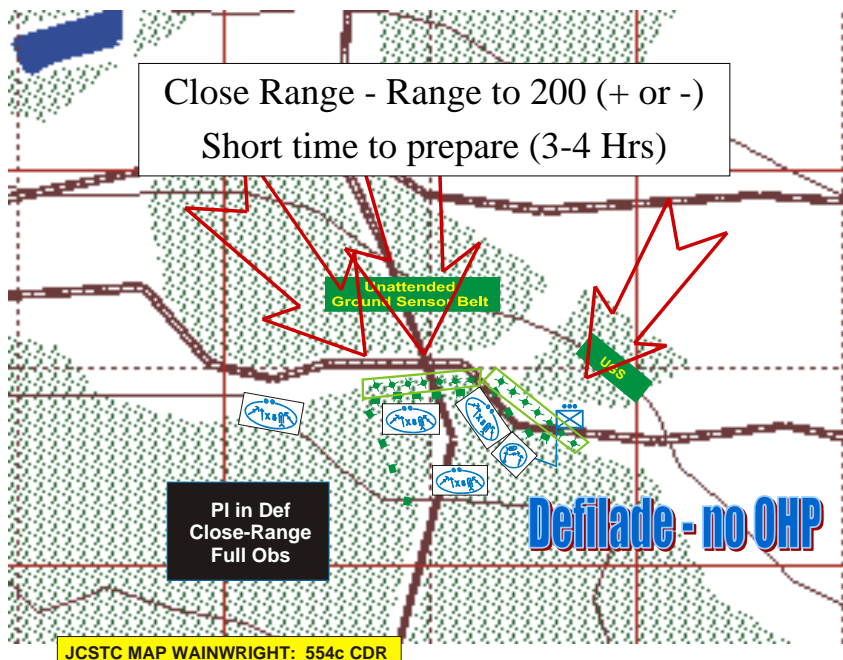 Close Range - Range to 200 (+ or -)
Short time to prepare (3-4 Hrs)
Unattended
Ground Sensor Belt
UGS
Pl in Def
Close-Range
Full Obs
Defilade - no OHP
JCSTC MAP WAINWRIGHT: 554c CDR